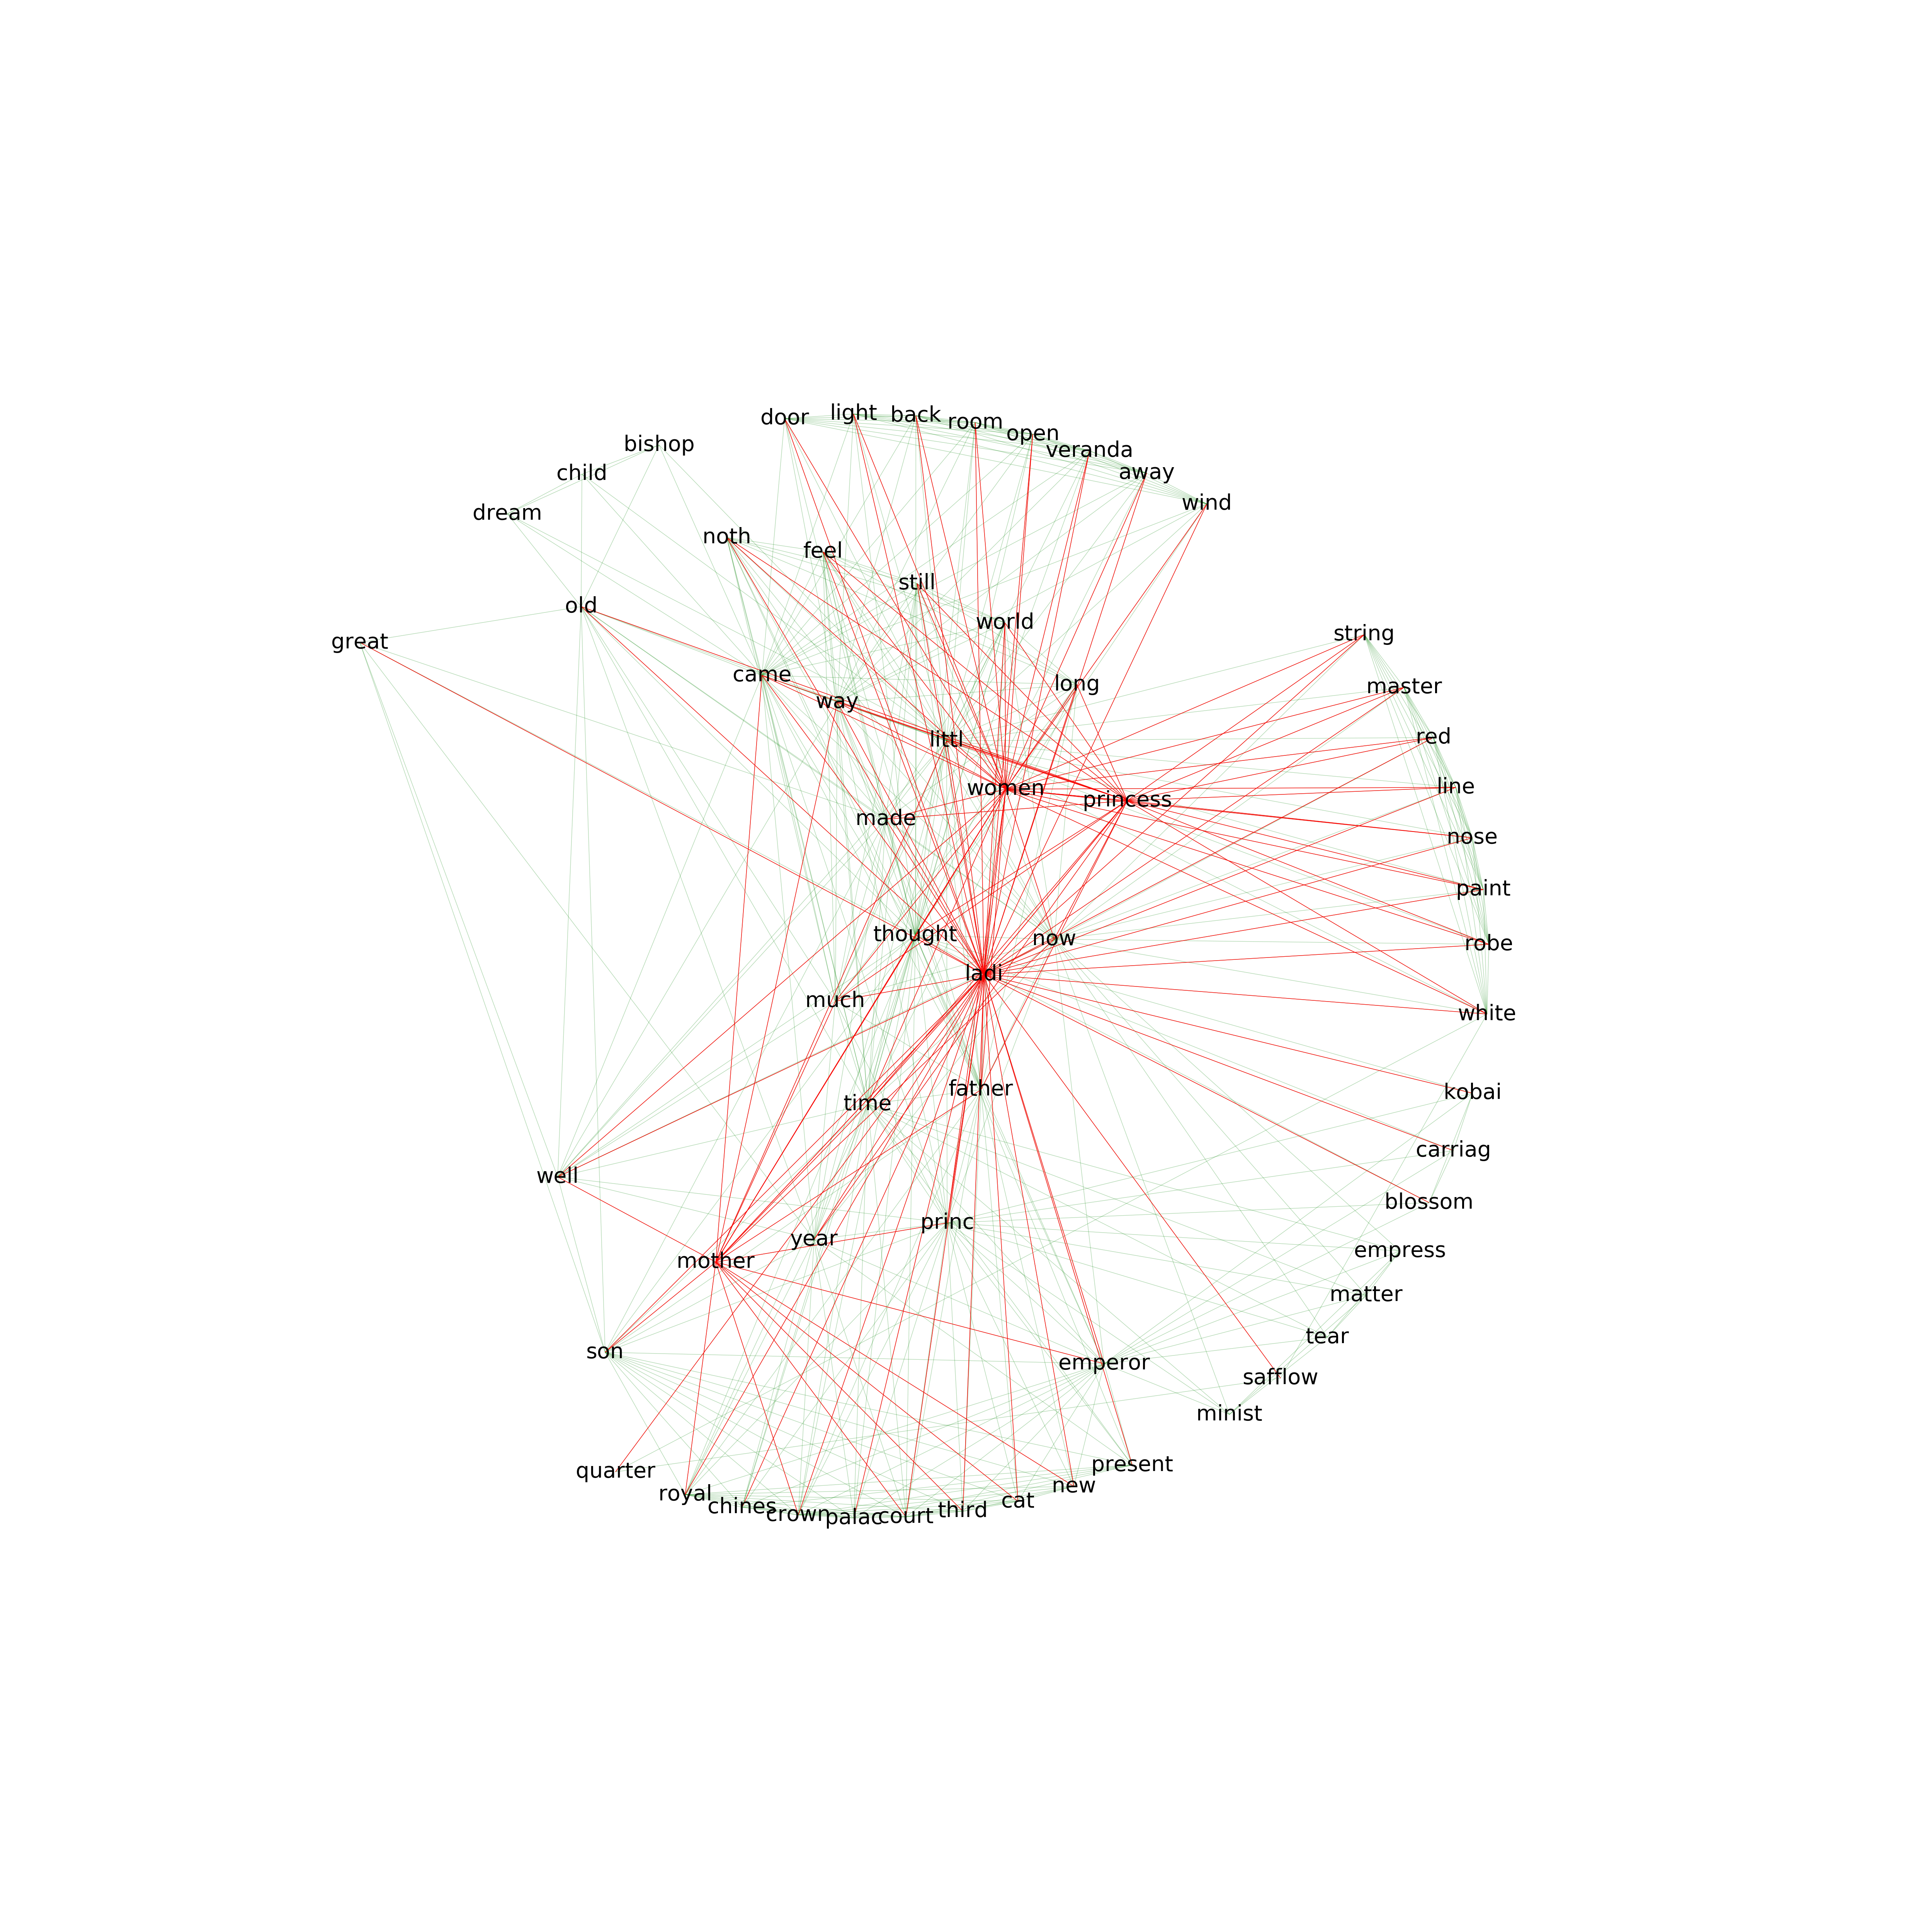 light
back
door
room
open
bishop
veranda
child
away
wind
dream
noth
feel
still
old
world
string
great
came
long
master
way
littl
red
line
women
princess
made
nose
paint
thought
now
robe
ladi
much
white
father
kobai
time
carriag
well
blossom
princ
year
empress
mother
matter
tear
son
emperor
safflow
minist
present
quarter
new
royal
cat
chines
third
crown
court
palac